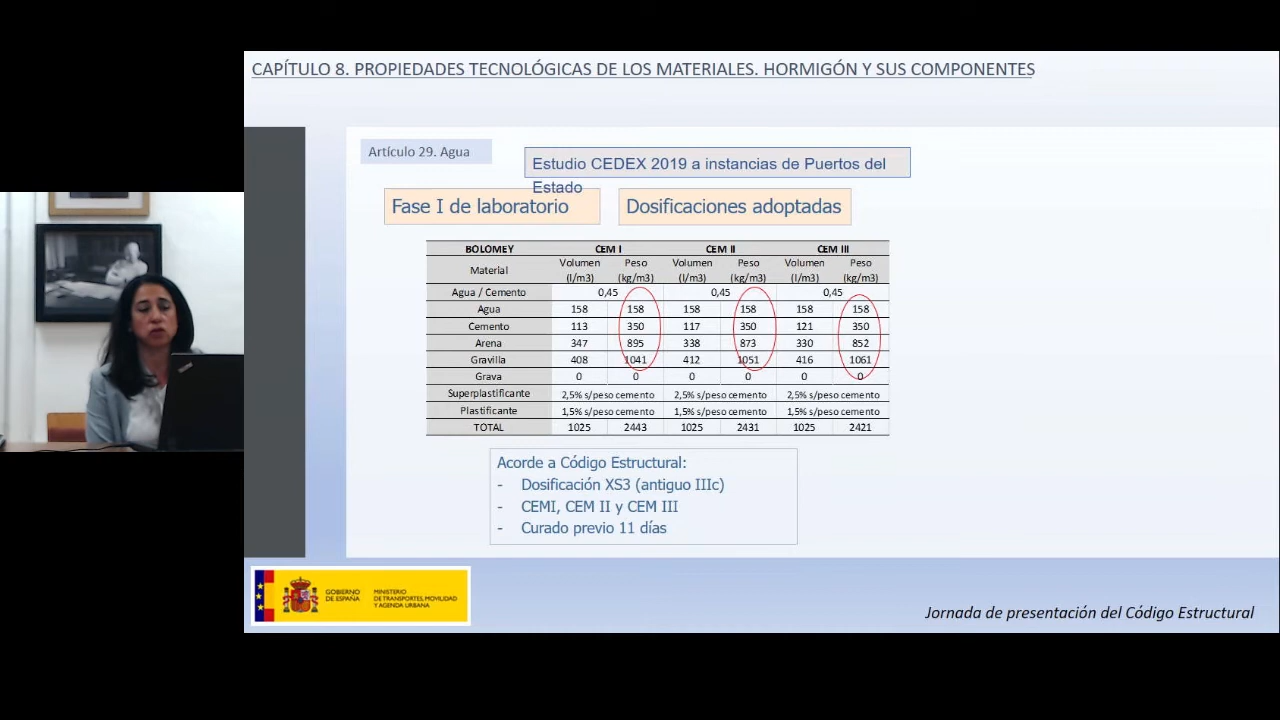 CAPÍTULO 8. PROPIEDADES TECNOLÓGICAS DE LOS MATERIALES. HORMIGÓN Y SUS COMPONENTES
Artículo 29. Agua
Estudio CEDEX 2019 a instancias de Puertos del
Estado
Fase I de laboratorio
Dosificaciones adoptadas
BOLOMEY CEM I CEM II CEM III
Material Volumen (l/m3) Peso (kg/m3) Volumen (l/m3) Peso (kg/m3) Volumen (l/m3) Peso (kg/m3)
Agua / Cemento 0,45 0,45 0,45
Agua 158 158 158 158 158 158
Cemento 113 350 117 350 121 350
Arena 347 895 338 873 330 852
Gravilla 408 1041 412 1051 416 1061
Grava 0 0 0 0 0 0
Superplastificante 2,5% s/peso cemento 2,5% s/peso cemento 2,5% s/peso cemento
Plastificante 1,5% s/peso cemento 1,5% s/peso cemento 1,5% s/peso cemento
TOTAL 1025 2443 1025 2431 1025 2421
Acorde a Código Estructural:
- Dosificación XS3 (antiguo IIIc)
- CEMI, CEM II y CEM III
- Curado previo 11 días
GOBIERNO
DE ESPAÑA
MINISTERIO
DE TRANSPORTES, MOVILIDAD
Y AGENDA URBANA
Jornada de presentación del Código Estructural